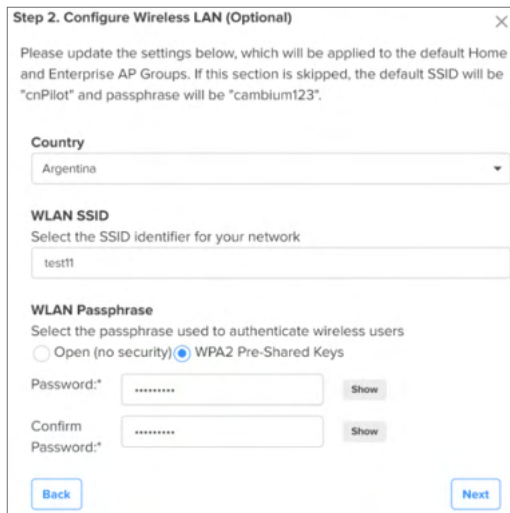 Step 2. Configure Wireless LAN (Optional)
Please update the settings below, which will be applied to the default Home
and Enterprise AP Groups. If this section is skipped, the default SSID will be
"cnPilot" and passphrase will be "cambium123".
Country
Argentina
WLAN SSID
Select the SSID identifier for your network
test11
WLAN Passphrase
Select the passphrase used to authenticate wireless users
Open (no security) WPA2 Pre-Shared Keys
Password:* ••••••••• Show
Confirm
Password:* ••••••••• Show
Back Next